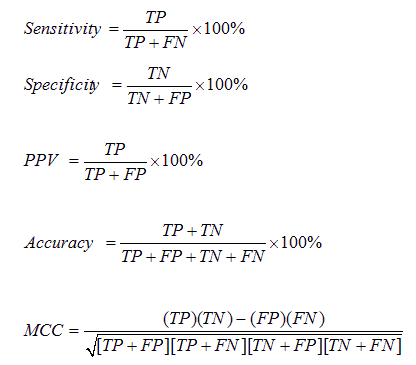 Sensitivity = TP / TP + FN ×100%
Specificity = TN / TN + FP ×100%
PPV = TP / TP + FP ×100%
Accuracy = TP + TN / TP + FP + TN + FN ×100%
MCC = (TP)(TN) − (FP)(FN) / √[TP + FP][TP + FN][TN + FP][TN + FN]